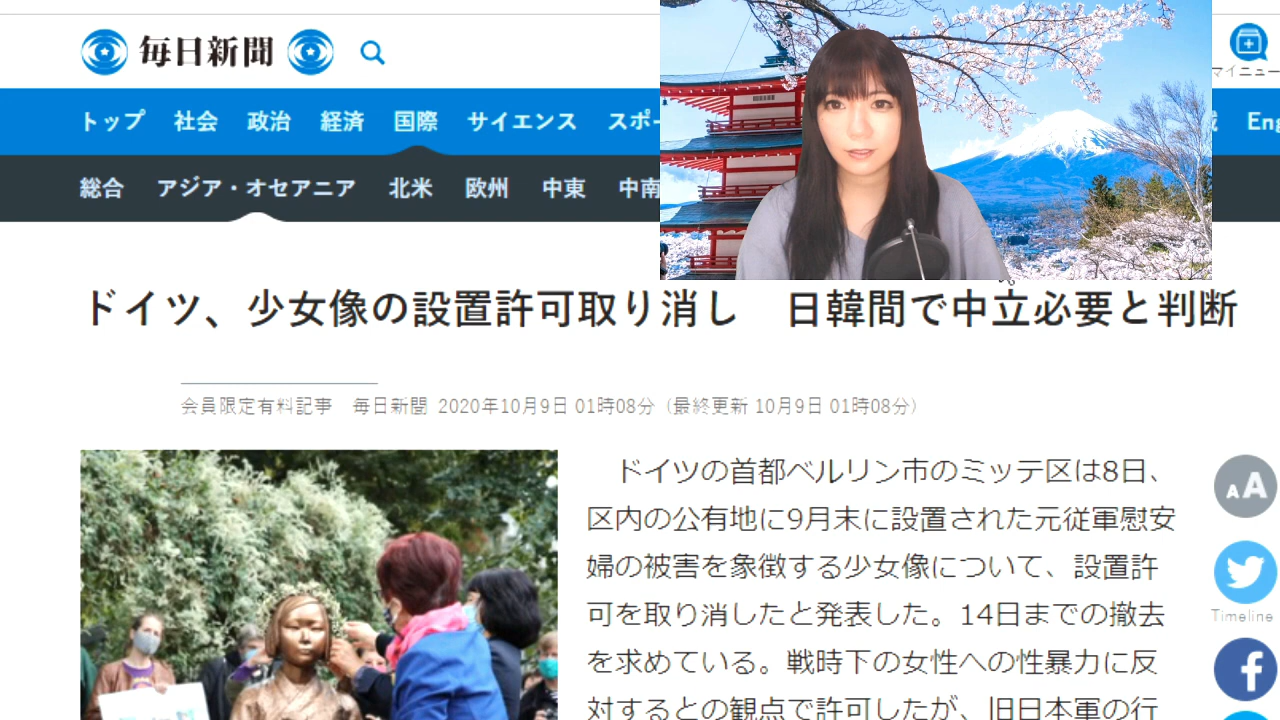 毎日新聞
マイニュー
トップ 社会 政治 経済 国際 サイエンス スポー
Eng
総合 アジア・オセアニア 北米 欧州 中東 中南
ドイツ、少女像の設置許可取り消し 日韓間で中立必要と判断
会員限定有料記事 毎日新聞 2020年10月9日 01時08分 (最終更新 10月9日 01時08分)
ドイツの首都ベルリン市のミッテ区は8日、
区内の公有地に9月末に設置された元従軍慰安
婦の被害を象徴する少女像について、設置許
可を取り消したと発表した。14日までの撤去
を求めている。戦時下の女性への性暴力に反
対するとの観点で許可したが、旧日本軍の行
AA
Timeline